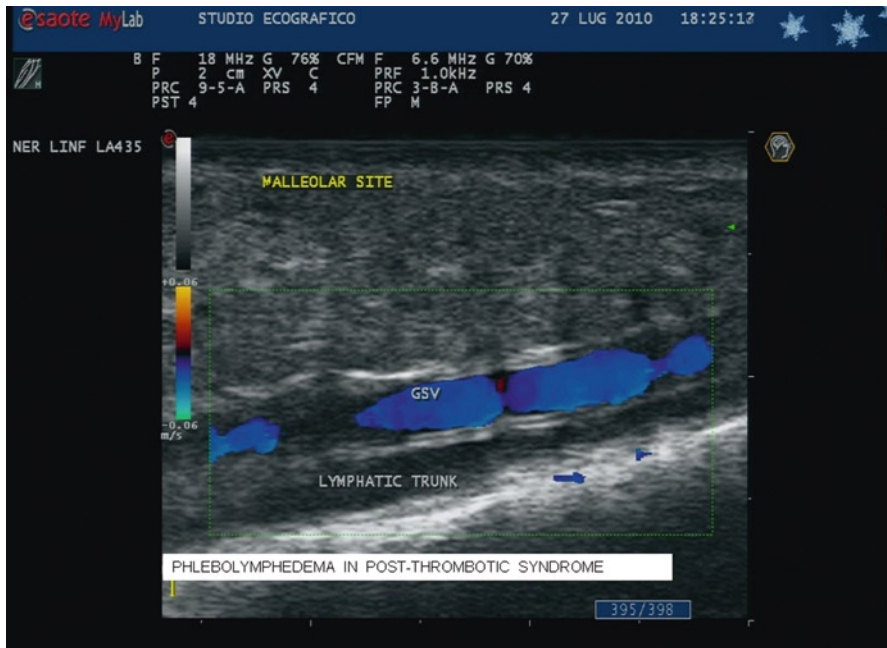 esaote MyLab STUDIO ECOGRAFICO 27 LUG 2010 18:25:13
B F 18 MHz G 76% CFM F 6.6 MHz G 70%
P 2 cm XV C PRF 1.0kHz
PRC 9-5-A PRS 4 PRC 3-B-A PRS 4
PST 4 FP M
NER LINF LA435
MALLEOLAR SITE
+0.06
GSV
-0.06
m/s
LYMPHATIC TRUNK
PHLEBOLYMPHEDEMA IN POST-THROMBOTIC SYNDROME
395/398